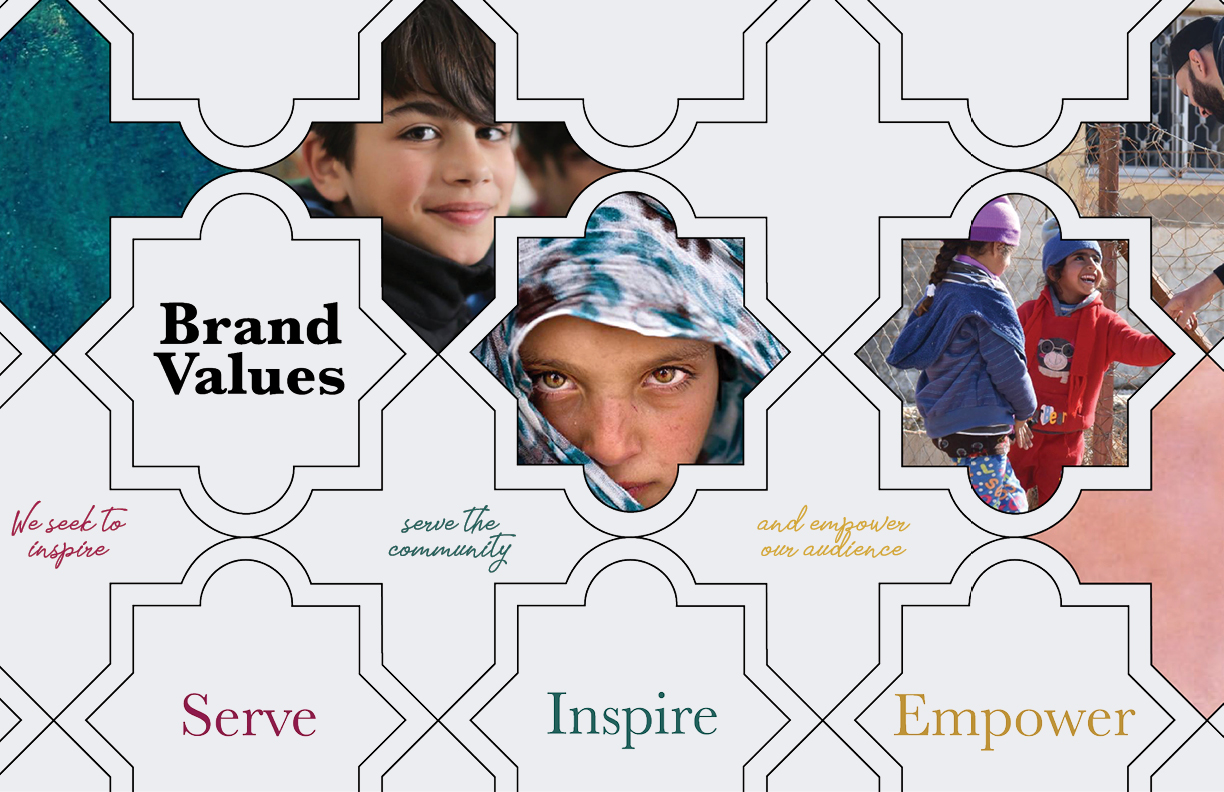 Brand
Values
We seek to
inspire
serve the
community
and empower
our audience
Serve
Inspire
Empower